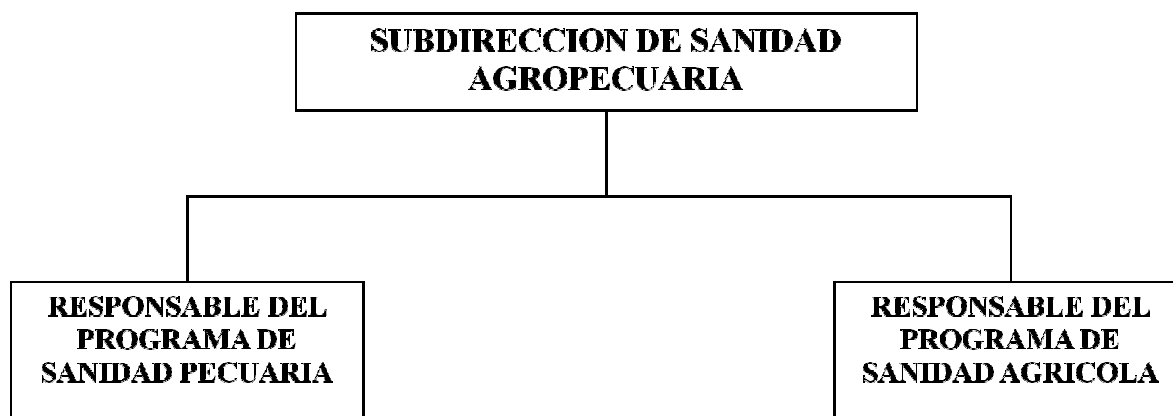 SUBDIRECCION DE SANIDAD
AGROPECUARIA
RESPONSABLE DEL
PROGRAMA DE
SANIDAD PECUARIA
RESPONSABLE DEL
PROGRAMA DE
SANIDAD AGRICOLA